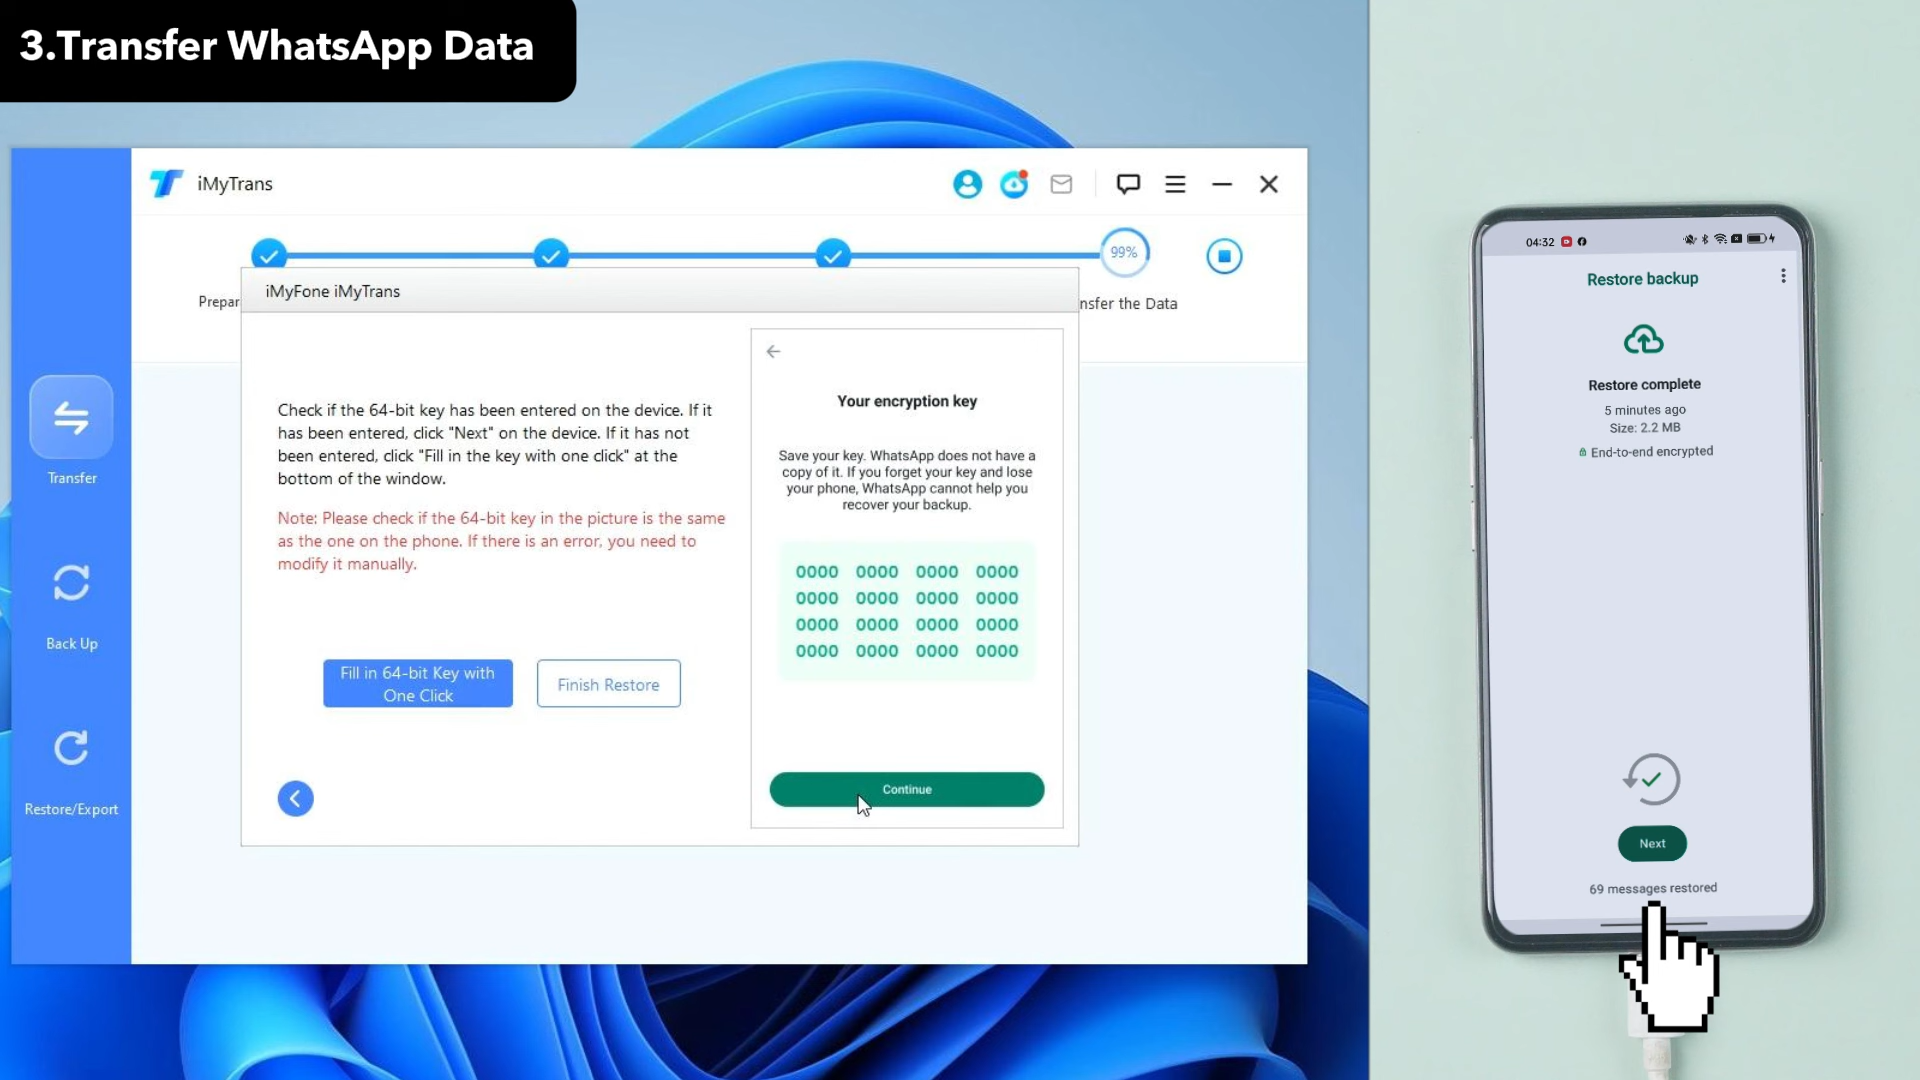 3.Transfer WhatsApp Data
iMyTrans
99%
Prepar
nsfer the Data
iMyFone iMyTrans
Check if the 64-bit key has been entered on the device. If it
has been entered, click "Next" on the device. If it has not
been entered, click "Fill in the key with one click" at the
bottom of the window.
Note: Please check if the 64-bit key in the picture is the same
as the one on the phone. If there is an error, you need to
modify it manually.
Fill in 64-bit Key with
One Click
Finish Restore
Your encryption key
Save your key. WhatsApp does not have a
copy of it. If you forget your key and lose
your phone, WhatsApp cannot help you
recover your backup.
0000 0000 0000 0000
0000 0000 0000 0000
0000 0000 0000 0000
0000 0000 0000 0000
Continue
Transfer
Back Up
Restore/Export
04:32
Restore backup
Restore complete
5 minutes ago
Size: 2.2 MB
End-to-end encrypted
Next
69 messages restored